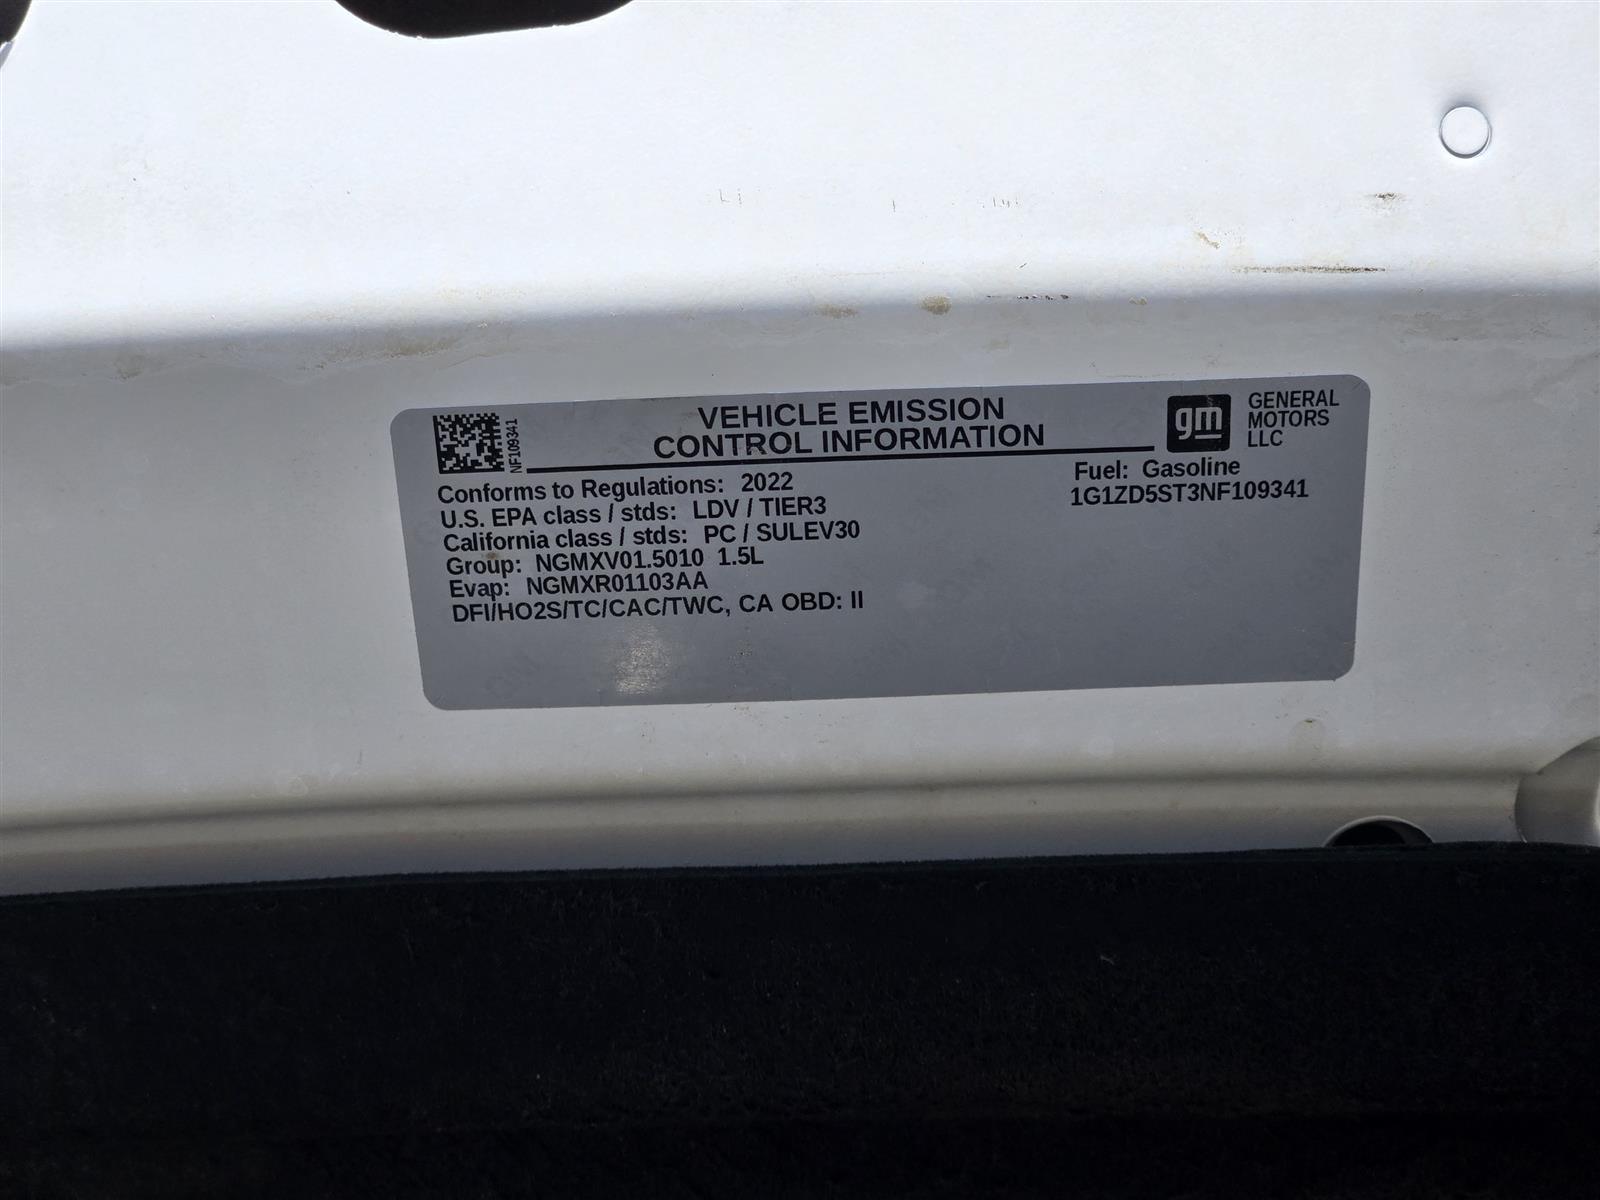 NF109341
VEHICLE EMISSION
CONTROL INFORMATION
gm
GENERAL
MOTORS
LLC
Conforms to Regulations: 2022
U.S. EPA class / stds: LDV / TIER3
California class / stds: PC / SULEV30
Group: NGMXV01.5010 1.5L
Evap: NGMXR01103AA
DFI/HO2S/TC/CAC/TWC, CA OBD: II
Fuel: Gasoline
1G1ZD5ST3NF109341